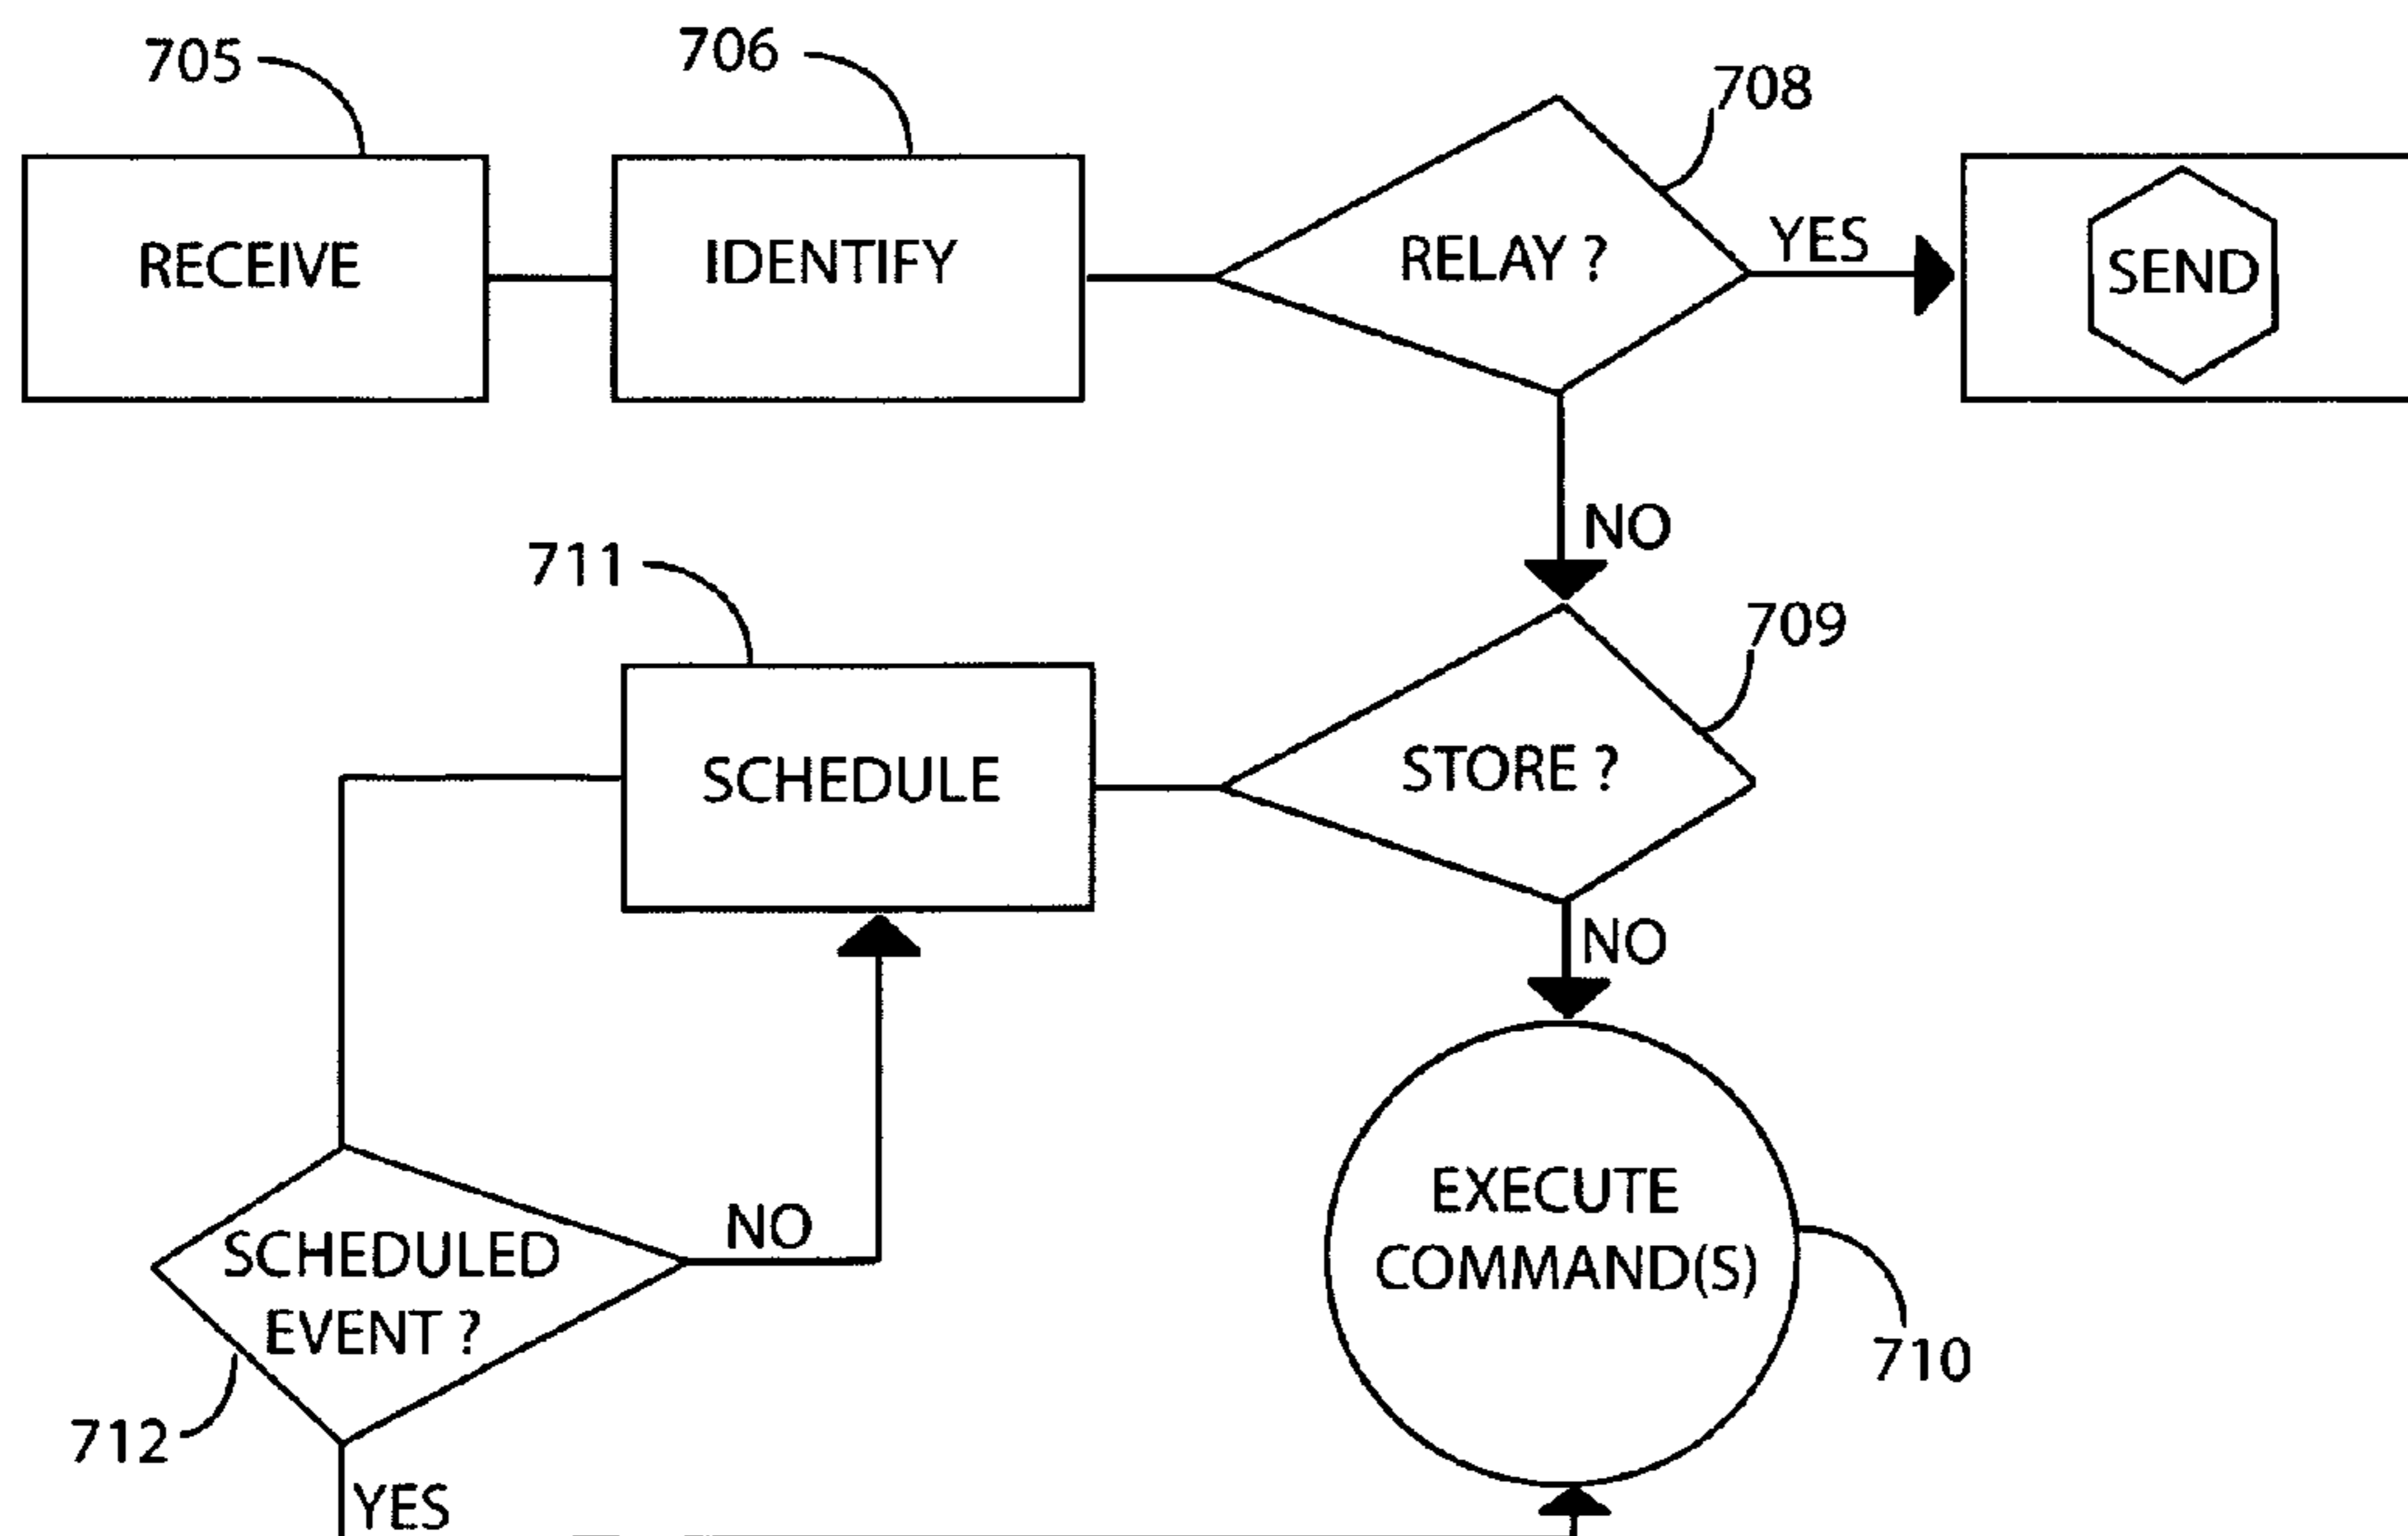 705
706
708
RECEIVE
IDENTIFY
RELAY ?
YES
SEND
NO
711
709
SCHEDULE
STORE ?
NO
NO
SCHEDULED
EVENT ?
EXECUTE
COMMAND(S)
710
712
YES